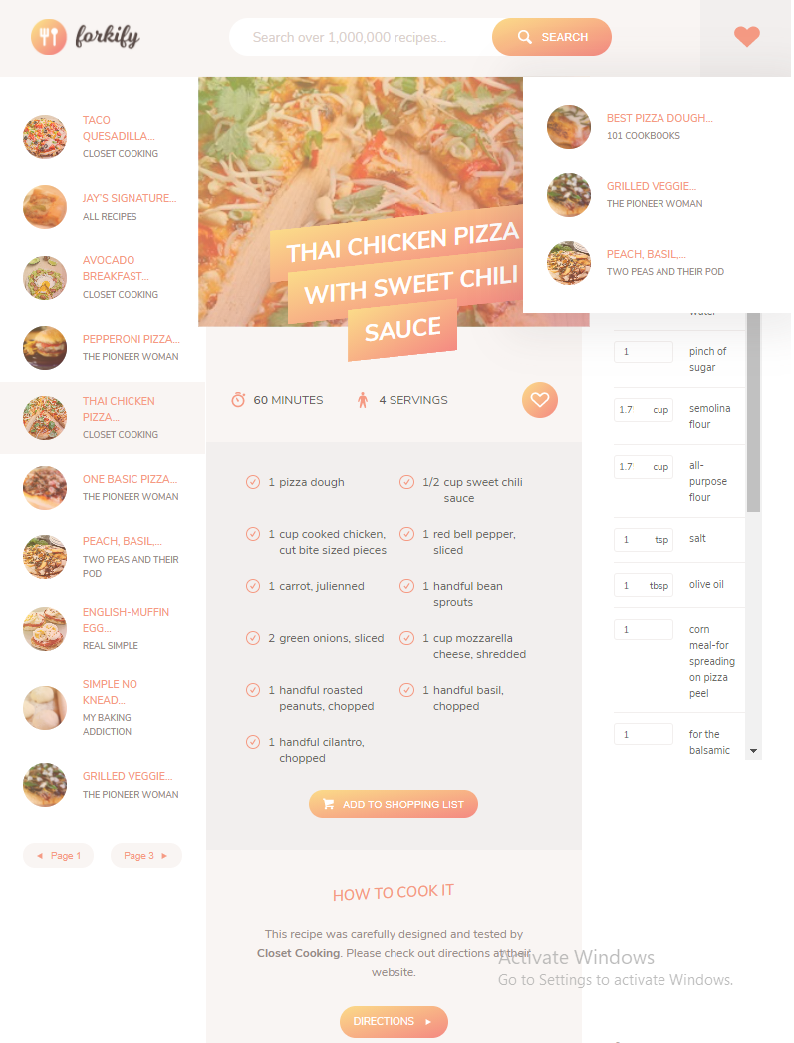 forkify
Search over 1,000,000 recipes...
SEARCH
TACO
QUESADILLA...
CLOSET COOKING
JAY'S SIGNATURE...
ALL RECIPES
AVOCADO
BREAKFAST...
CLOSET COOKING
PEPPERONI PIZZA...
THE PIONEER WOMAN
THAI CHICKEN
PIZZA...
CLOSET COOKING
ONE BASIC PIZZA...
THE PIONEER WOMAN
PEACH, BASIL,...
TWO PEAS AND THEIR
POD
ENGLISH-MUFFIN
EGG...
REAL SIMPLE
SIMPLE NO
KNEAD...
MY BAKING
ADDICTION
GRILLED VEGGIE...
THE PIONEER WOMAN
◄ Page 1
Page 3 ►
THAI CHICKEN PIZZA
WITH SWEET CHILI
SAUCE
60 MINUTES
4 SERVINGS
1 pizza dough
1/2 cup sweet chili
sauce
1 cup cooked chicken,
cut bite sized pieces
1 red bell pepper,
sliced
1 carrot, julienned
1 handful bean
sprouts
2 green onions, sliced
1 cup mozzarella
cheese, shredded
1 handful roasted
peanuts, chopped
1 handful basil,
chopped
1 handful cilantro,
chopped
ADD TO SHOPPING LIST
HOW TO COOK IT
This recipe was carefully designed and tested by
Closet Cooking. Please check out directions at their
website.
DIRECTIONS ►
BEST PIZZA DOUGH...
101 COOKBOOKS
GRILLED VEGGIE...
THE PIONEER WOMAN
PEACH, BASIL,...
TWO PEAS AND THEIR POD
water
1 pinch of
sugar
1.7 cup semolina
flour
1.7 cup all-
purpose
flour
1 tsp salt
1 tbsp olive oil
1 corn
meal-for
spreading
on pizza
peel
1 for the
balsamic
Activate Windows
Go to Settings to activate Windows.